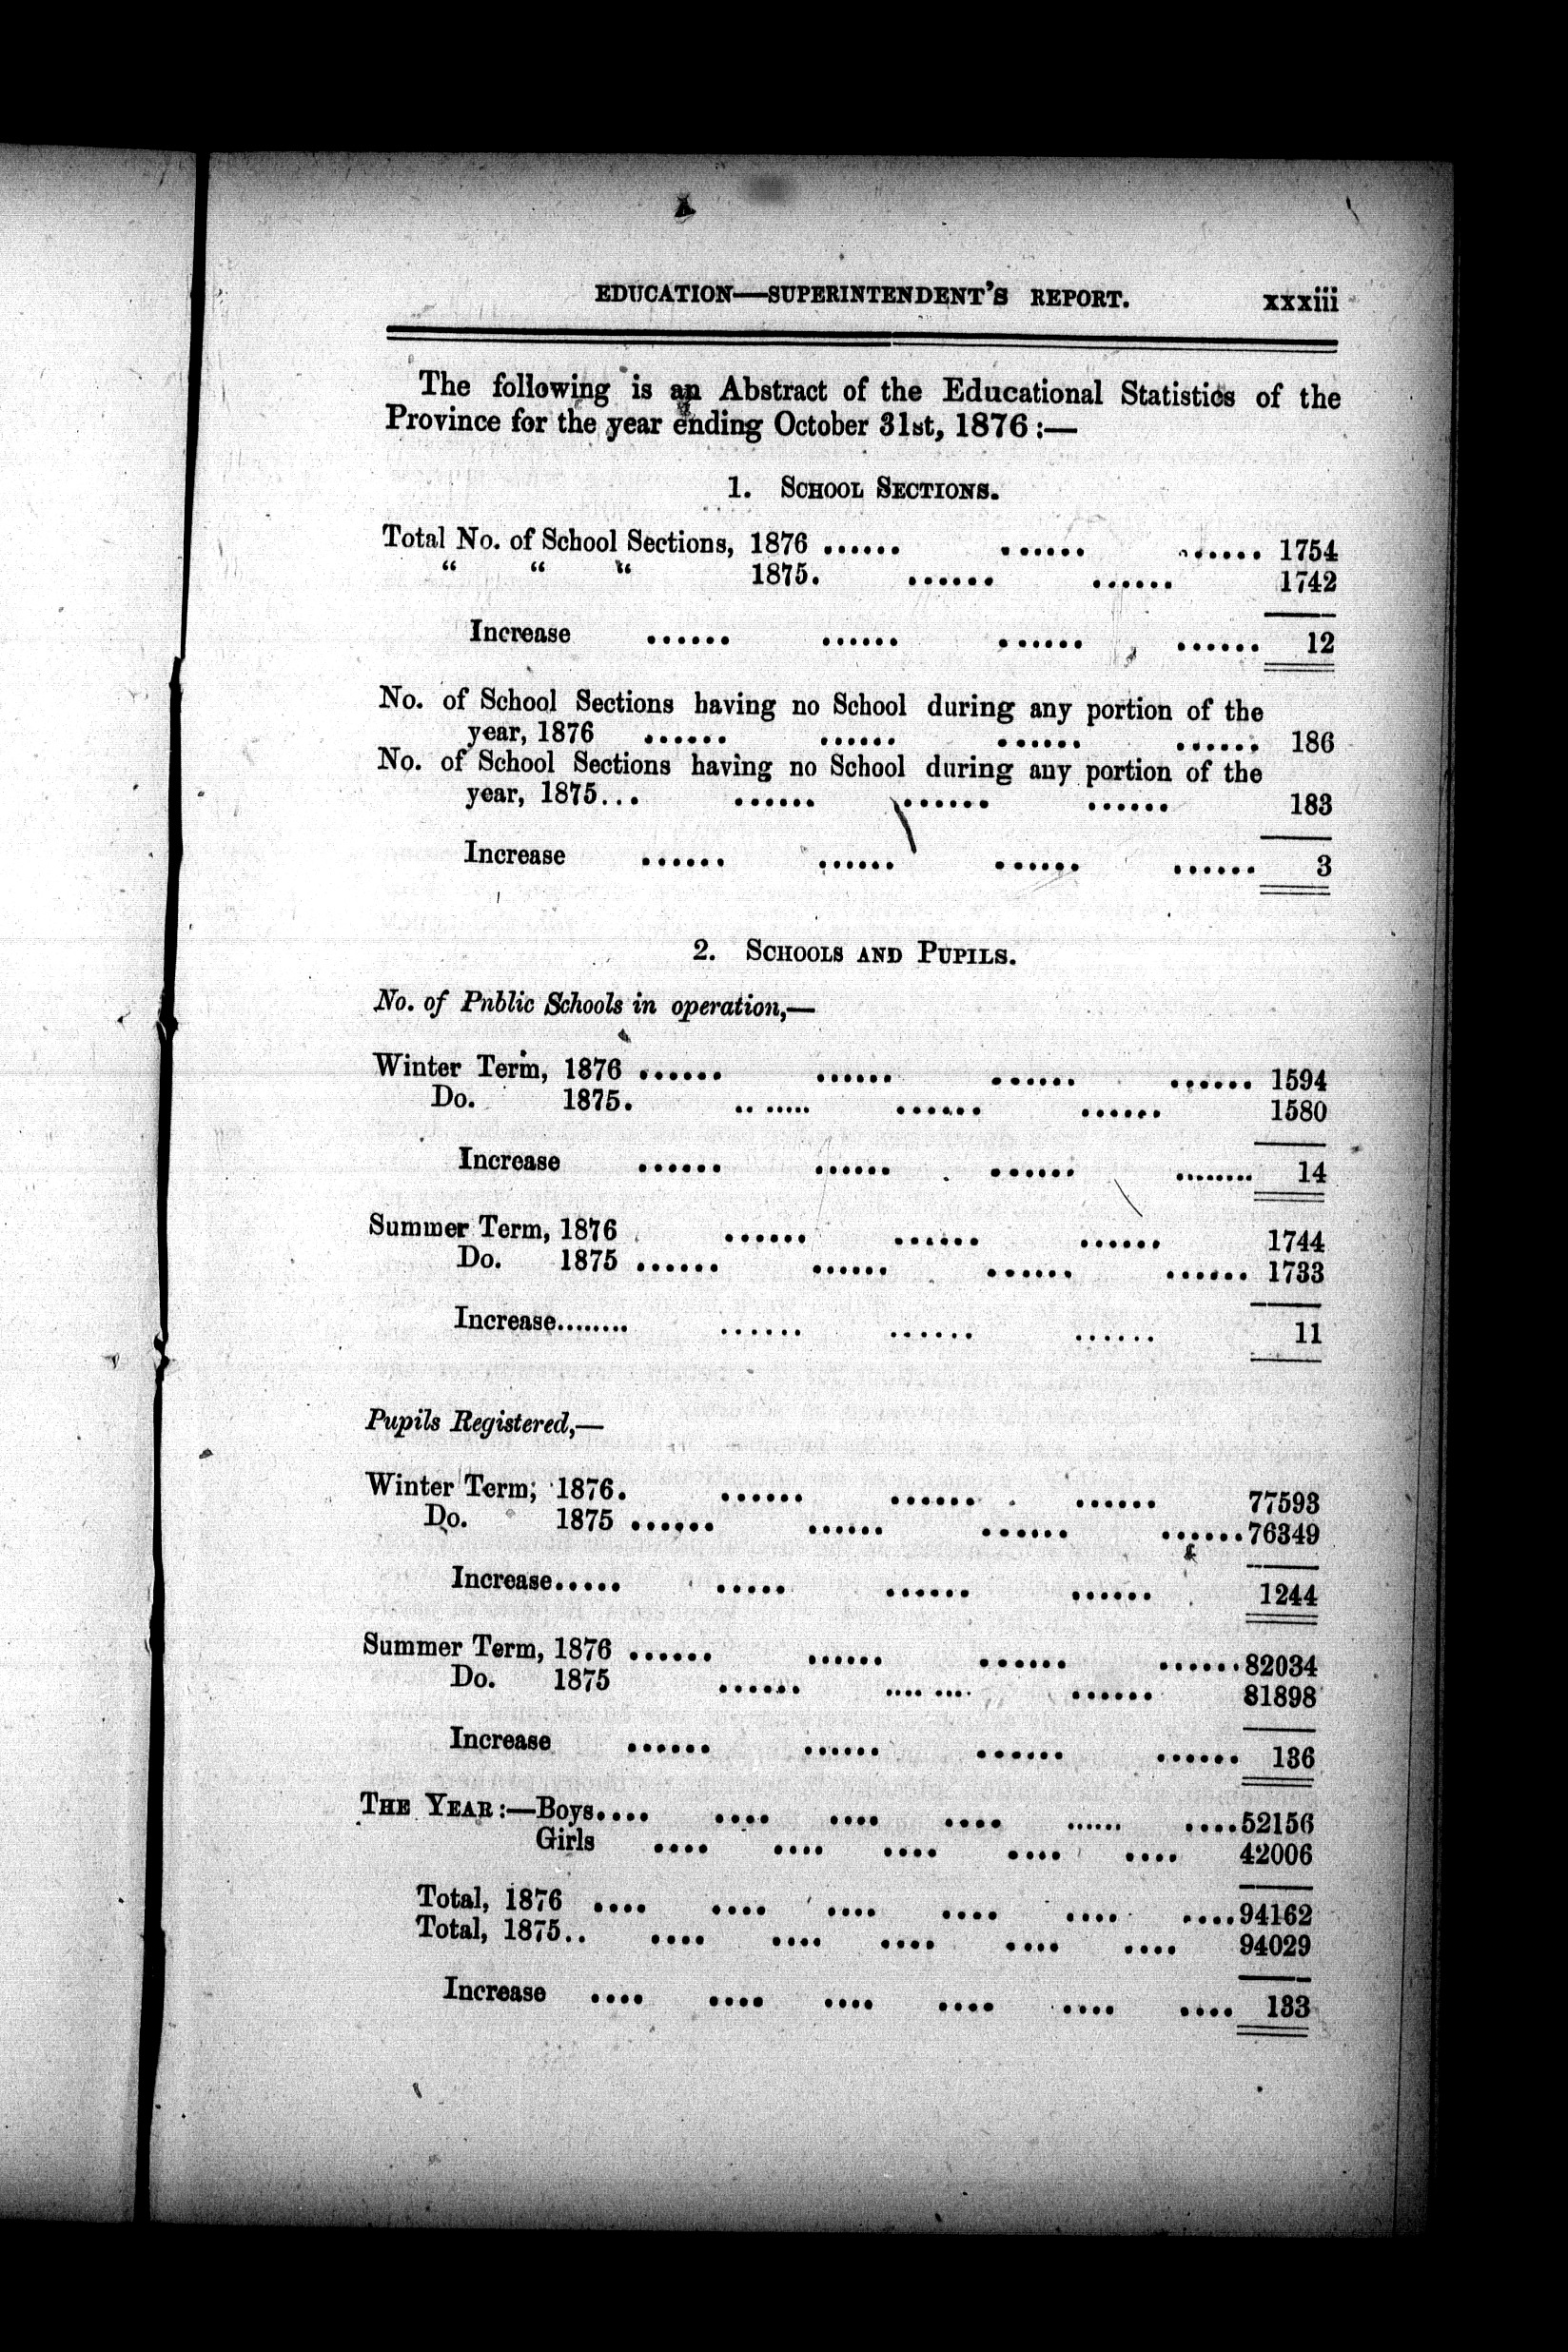 EDUCATION—SUPERINTENDENT'S REPORT. xxxiii
The following is an Abstract of the Educational Statistics of the
Province for the year ending October 31st, 1876 :—
1. SCHOOL SECTIONS.
Total No. of School Sections, 1876 ...... ...... ...... 1754
“ “ “ 1875. ...... ...... 1742
Increase ...... ...... ...... ...... 12
No. of School Sections having no School during any portion of the
year, 1876 ...... ...... ...... ...... 186
No. of School Sections having no School during any portion of the
year, 1875... ...... ...... ...... 183
Increase ...... ...... ...... ...... 3
2. SCHOOLS AND PUPILS.
No. of Pnblic Schools in operation,—
Winter Term, 1876 ...... ...... ...... ...... 1594
Do. 1875. .. ..... ...... ...... 1580
Increase ...... ...... ...... ........ 14
Summer Term, 1876 ...... ...... ...... 1744
Do. 1875 ...... ...... ...... ...... 1733
Increase........ ...... ...... ...... 11
Pupils Registered,—
Winter Term; 1876. ...... ...... ...... 77593
Do. 1875 ...... ...... ...... ......76349
Increase..... ..... ...... ...... 1244
Summer Term, 1876 ...... ...... ...... ......82034
Do. 1875 ...... .... .... ...... 81898
Increase ...... ...... ...... ...... 136
THE YEAR :—Boys.... .... .... .... ...... ....52156
Girls .... .... .... .... .... 42006
Total, 1876 .... .... .... .... .... ....94162
Total, 1875.. .... .... .... .... .... 94029
Increase .... .... .... .... .... .... 133